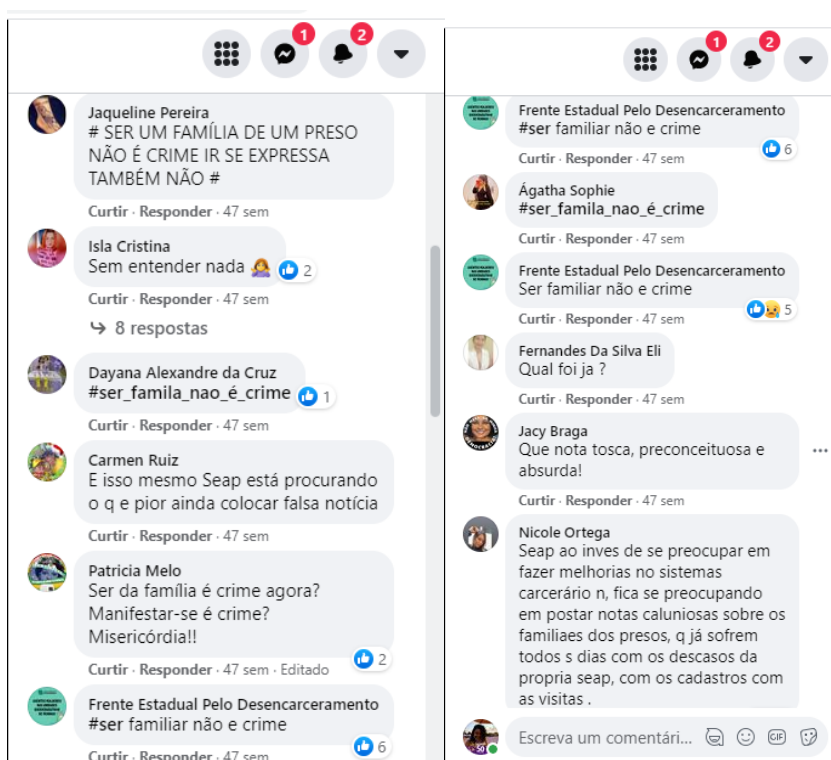 1
2
Jaqueline Pereira
# SER UM FAMÍLIA DE UM PRESO
NÃO É CRIME IR SE EXPRESSA
TAMBÉM NÃO #
Curtir · Responder · 47 sem
Isla Cristina
Sem entender nada 🤷‍♀️
2
Curtir · Responder · 47 sem
8 respostas
Dayana Alexandre da Cruz
#ser_famila_nao_é_crime
1
Curtir · Responder · 47 sem
Carmen Ruiz
E isso mesmo Seap está procurando
o q e pior ainda colocar falsa notícia
Curtir · Responder · 47 sem
Patricia Melo
Ser da família é crime agora?
Manifestar-se é crime?
Misericórdia!!
2
Curtir · Responder · 47 sem · Editado
Frente Estadual Pelo Desencarceramento
#ser familiar não e crime
6
Curtir · Responder · 47 sem
1
2
Frente Estadual Pelo Desencarceramento
#ser familiar não e crime
6
Curtir · Responder · 47 sem
Ágatha Sophie
#ser_famila_nao_é_crime
Curtir · Responder · 47 sem
Frente Estadual Pelo Desencarceramento
Ser familiar não e crime
5
Curtir · Responder · 47 sem
Fernandes Da Silva Eli
Qual foi ja ?
Curtir · Responder · 47 sem
Jacy Braga
Que nota tosca, preconceituosa e
absurda!
Curtir · Responder · 47 sem
Nicole Ortega
Seap ao inves de se preocupar em
fazer melhorias no sistemas
carcerário n, fica se preocupando
em postar notas caluniosas sobre os
familiaes dos presos, q já sofrem
todos s dias com os descasos da
propria seap, com os cadastros com
as visitas .
Escreva um comentári...
GIF